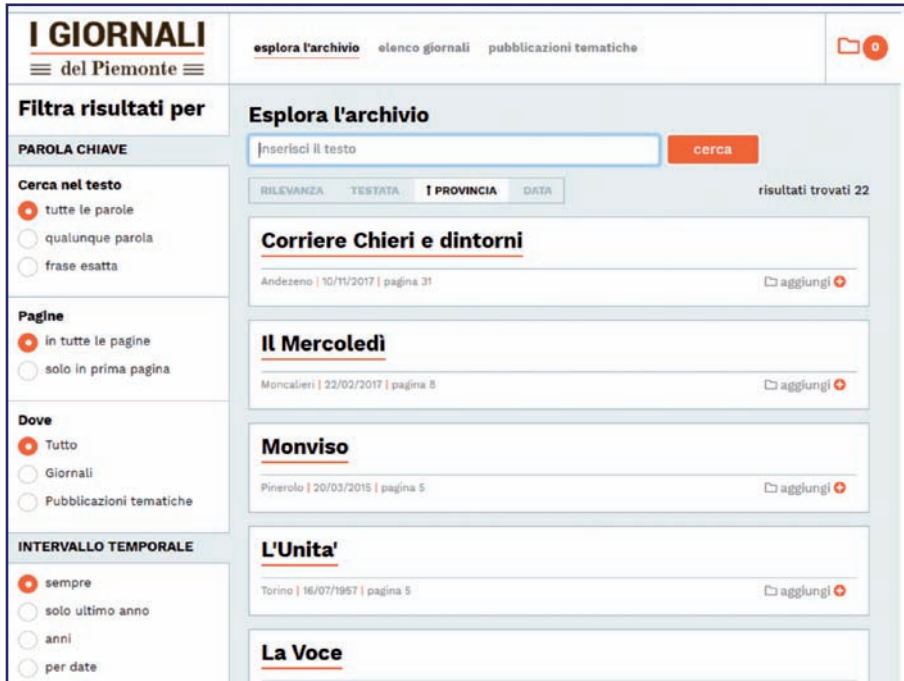 I GIORNALI
del Piemonte
esplora l'archivio elenco giornali pubblicazioni tematiche
0
Filtra risultati per
PAROLA CHIAVE
Cerca nel testo
tutte le parole
qualunque parola
frase esatta
Pagine
in tutte le pagine
solo in prima pagina
Dove
Tutto
Giornali
Pubblicazioni tematiche
INTERVALLO TEMPORALE
sempre
solo ultimo anno
anni
per date
Esplora l'archivio
inserisci il testo cerca
RILEVANZA TESTATA PROVINCIA DATA risultati trovati 22
Corriere Chieri e dintorni
Andezeno | 10/11/2017 | pagina 31 aggiungi
Il Mercoledì
Moncalieri | 22/02/2017 | pagina 8 aggiungi
Monviso
Pinerolo | 20/03/2015 | pagina 5 aggiungi
L'Unita'
Torino | 16/07/1957 | pagina 5 aggiungi
La Voce